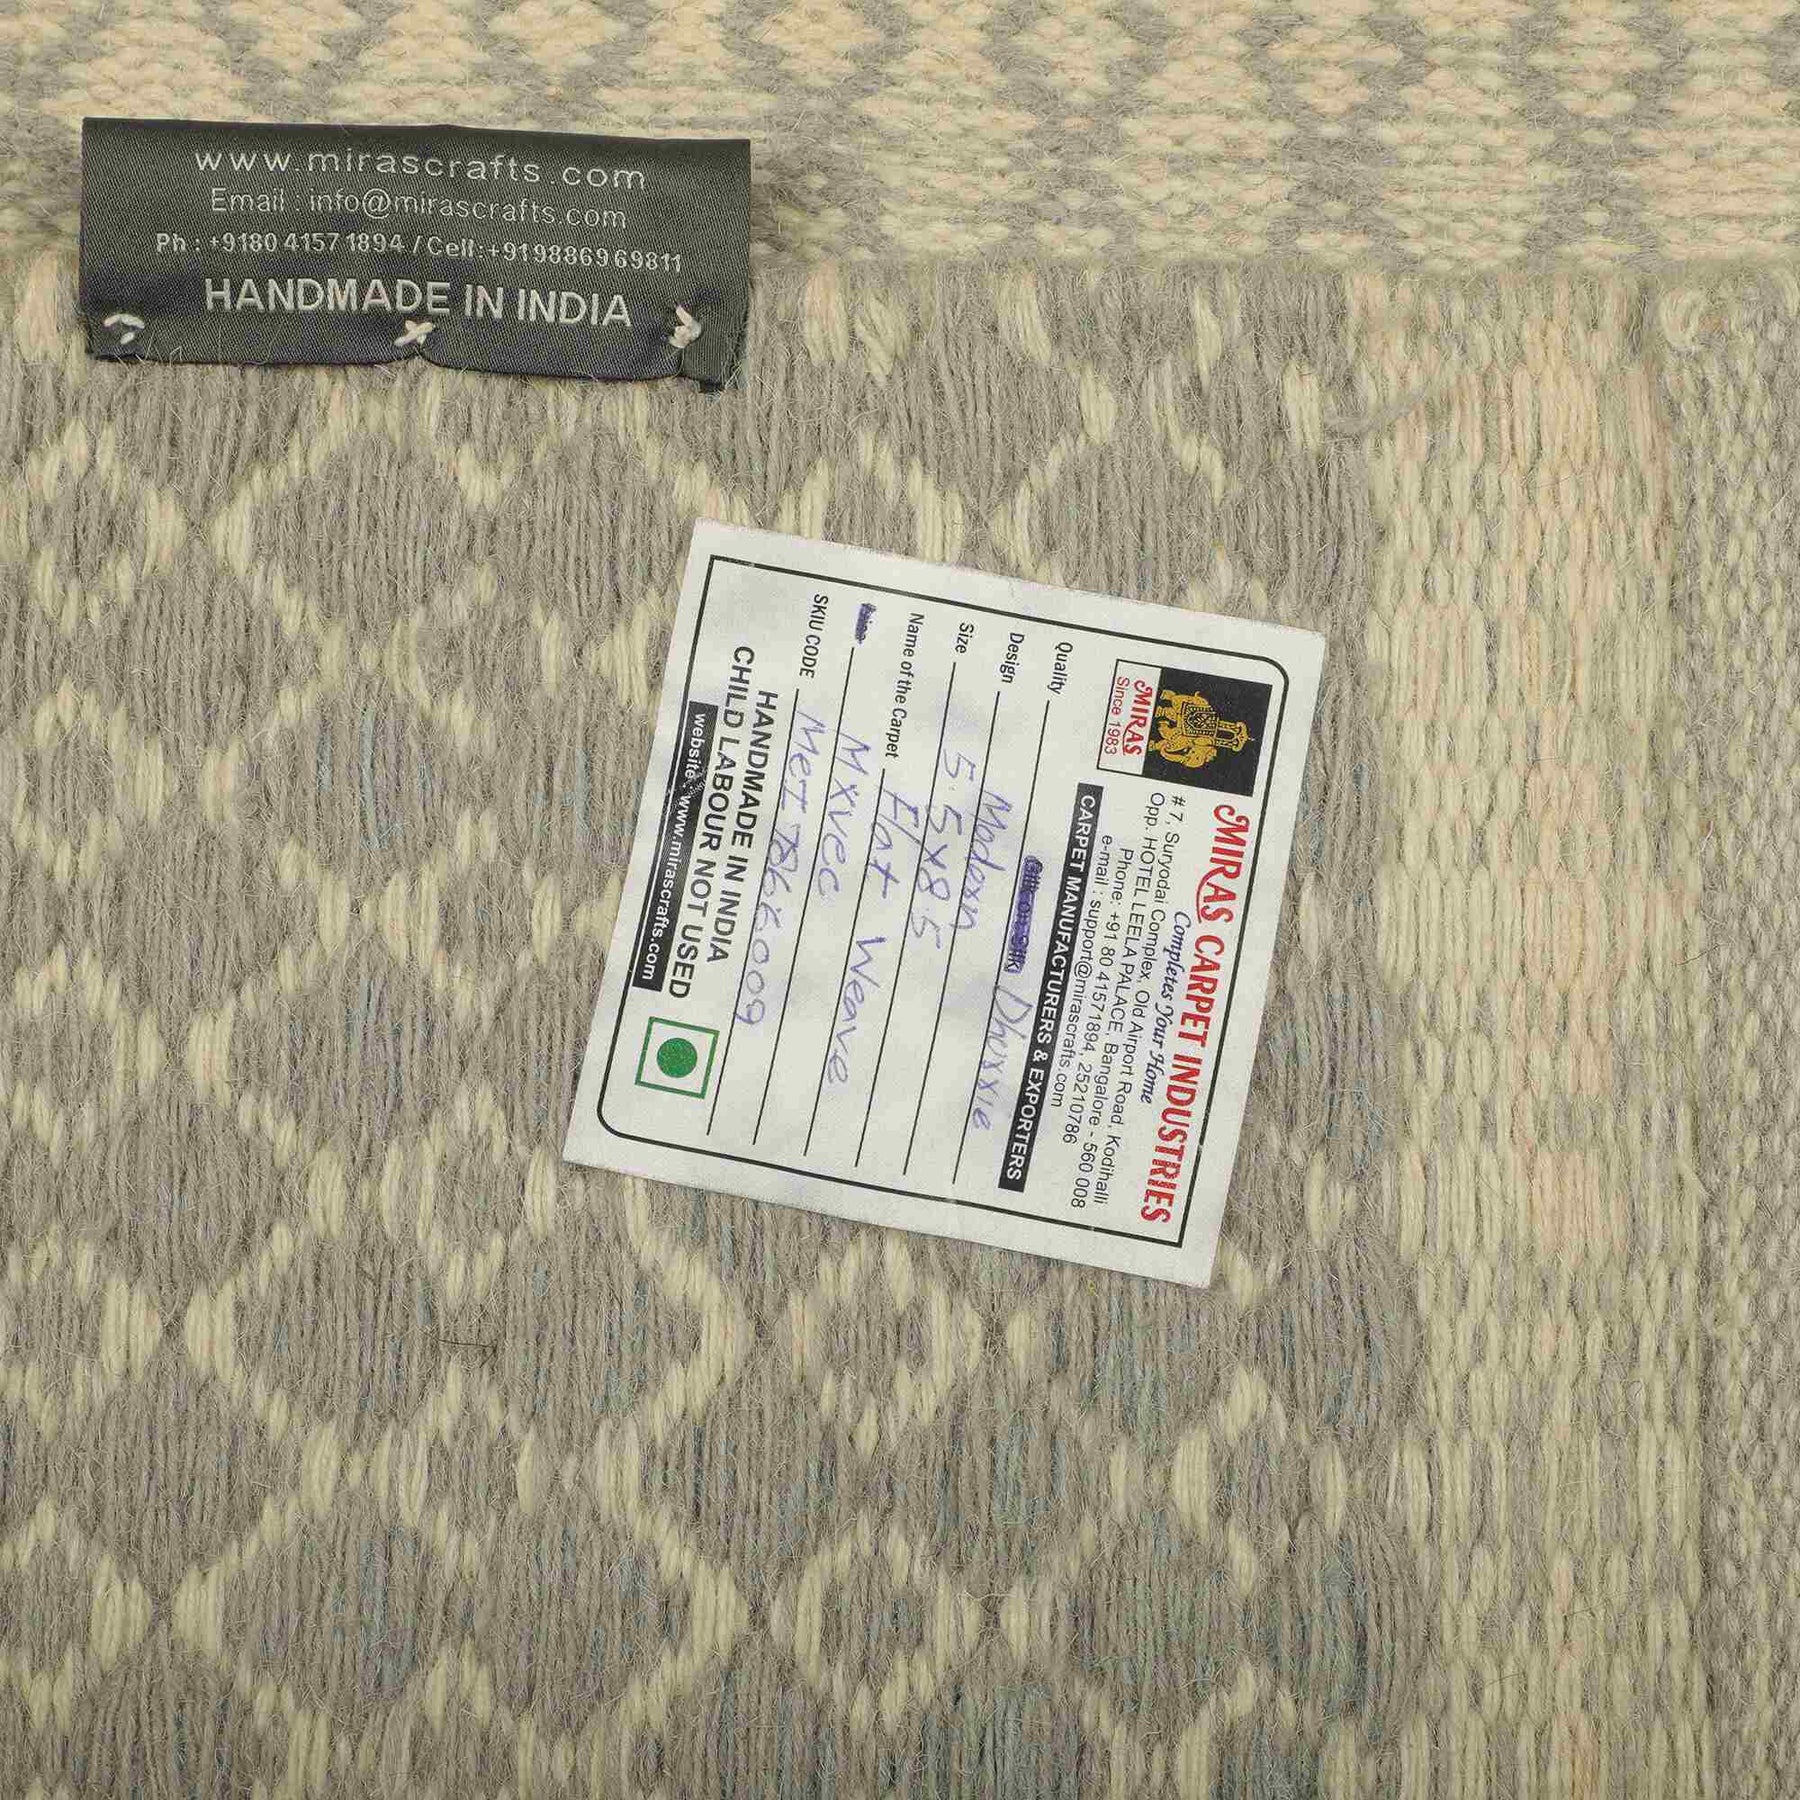 www.mirascrafts.com
Email : info@mirascrafts.com
Ph : +9180 4157 1894 / Cell:+919886969811
HANDMADE IN INDIA
MIRAS
Since 1983
MIRAS CARPET INDUSTRIES
Completes Your Home
# 7, Suryodai Complex, Old Airport Road, Kodihalli
Opp. HOTEL LEELA PALACE, Bangalore - 560 008
Phone: +91 80 41571894, 25210786
e-mail : support@mirascrafts.com
CARPET MANUFACTURERS & EXPORTERS
Quality Dhurrie
Design Modern
Size 5.5x8.5
Name of the Carpet Flat Weave
SKIU CODE MCI
HANDMADE IN INDIA
CHILD LABOUR NOT USED
website : www.mirascrafts.com